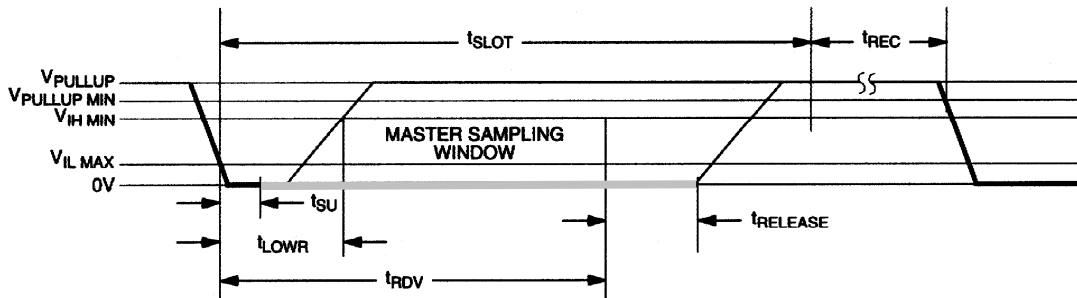 tSLOT
tREC
VPULLUP
VPULLUP MIN
VIH MIN
MASTER SAMPLING
WINDOW
VIL MAX
0V
tSU
tRELEASE
tLOWR
tRDV